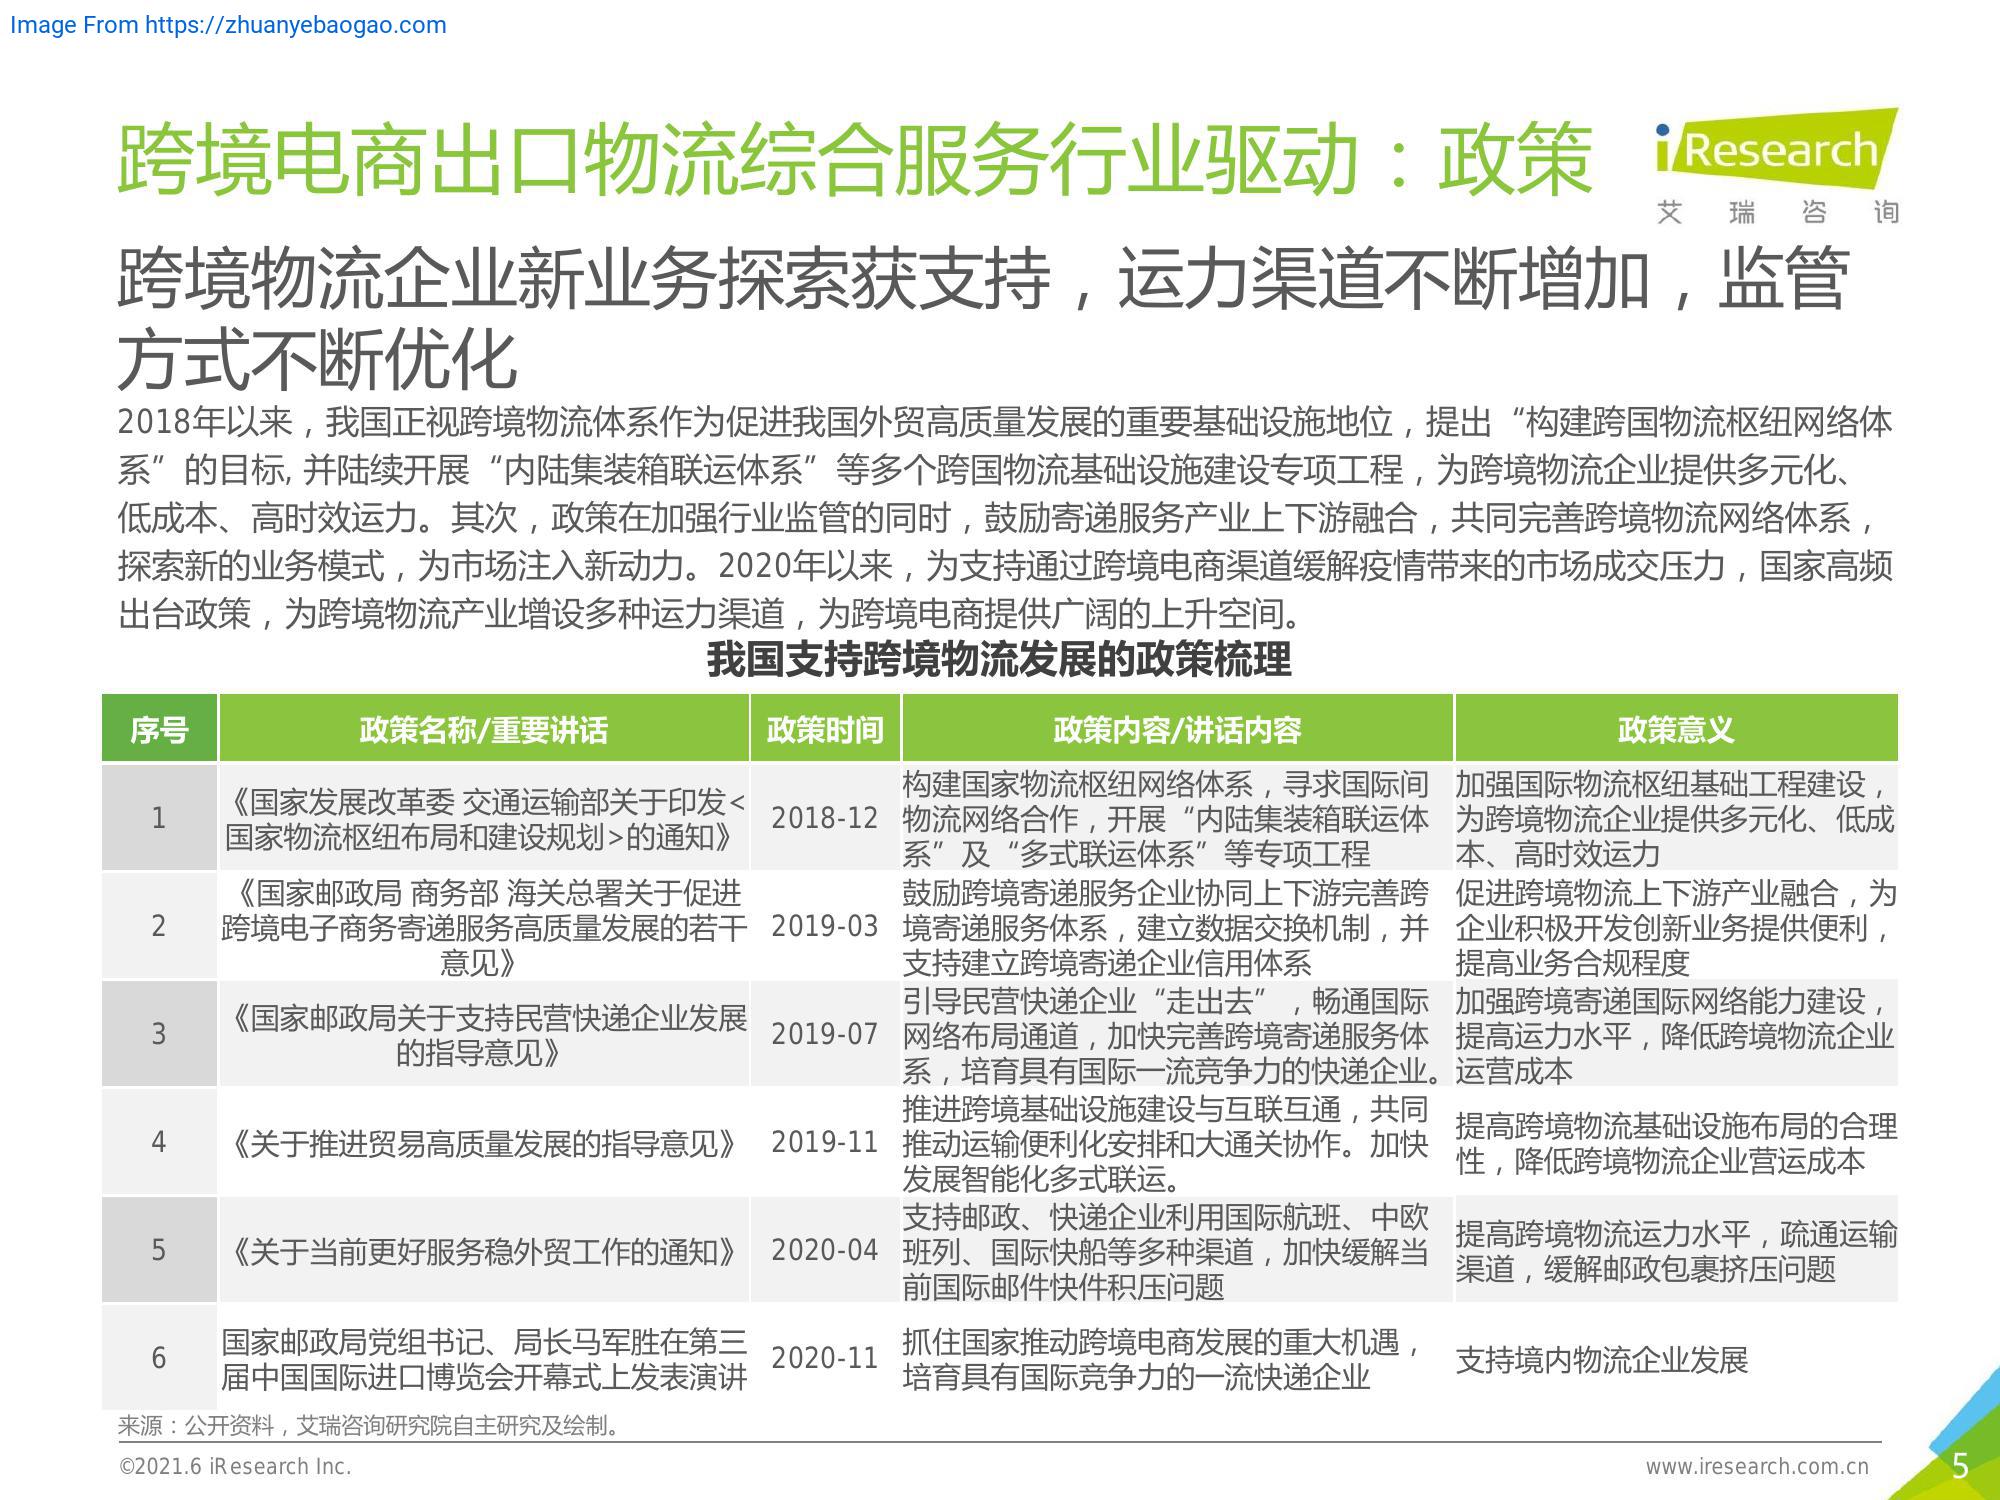 Image From https://zhuanyebaogao.com
跨境电商出口物流综合服务行业驱动：政策
iResearch
艾瑞咨询
跨境物流企业新业务探索获支持，运力渠道不断增加，监管
方式不断优化
2018年以来，我国正视跨境物流体系作为促进我国外贸高质量发展的重要基础设施地位，提出“构建跨国物流枢纽网络体
系”的目标, 并陆续开展“内陆集装箱联运体系”等多个跨国物流基础设施建设专项工程，为跨境物流企业提供多元化、
低成本、高时效运力。其次，政策在加强行业监管的同时，鼓励寄递服务产业上下游融合，共同完善跨境物流网络体系，
探索新的业务模式，为市场注入新动力。2020年以来，为支持通过跨境电商渠道缓解疫情带来的市场成交压力，国家高频
出台政策，为跨境物流产业增设多种运力渠道，为跨境电商提供广阔的上升空间。
我国支持跨境物流发展的政策梳理
序号 政策名称/重要讲话 政策时间 政策内容/讲话内容 政策意义
1
《国家发展改革委 交通运输部关于印发<
国家物流枢纽布局和建设规划>的通知》
2018-12
构建国家物流枢纽网络体系，寻求国际间
物流网络合作，开展“内陆集装箱联运体
系”及“多式联运体系”等专项工程
加强国际物流枢纽基础工程建设，
为跨境物流企业提供多元化、低成
本、高时效运力
2
《国家邮政局 商务部 海关总署关于促进
跨境电子商务寄递服务高质量发展的若干
意见》
2019-03
鼓励跨境寄递服务企业协同上下游完善跨
境寄递服务体系，建立数据交换机制，并
支持建立跨境寄递企业信用体系
促进跨境物流上下游产业融合，为
企业积极开发创新业务提供便利，
提高业务合规程度
3
《国家邮政局关于支持民营快递企业发展
的指导意见》
2019-07
引导民营快递企业“走出去”，畅通国际
网络布局通道，加快完善跨境寄递服务体
系，培育具有国际一流竞争力的快递企业。
加强跨境寄递国际网络能力建设，
提高运力水平，降低跨境物流企业
运营成本
4
《关于推进贸易高质量发展的指导意见》
2019-11
推进跨境基础设施建设与互联互通，共同
推动运输便利化安排和大通关协作。加快
发展智能化多式联运。
提高跨境物流基础设施布局的合理
性，降低跨境物流企业营运成本
5
《关于当前更好服务稳外贸工作的通知》
2020-04
支持邮政、快递企业利用国际航班、中欧
班列、国际快船等多种渠道，加快缓解当
前国际邮件快件积压问题
提高跨境物流运力水平，疏通运输
渠道，缓解邮政包裹挤压问题
6
国家邮政局党组书记、局长马军胜在第三
届中国国际进口博览会开幕式上发表演讲
2020-11
抓住国家推动跨境电商发展的重大机遇，
培育具有国际竞争力的一流快递企业
支持境内物流企业发展
来源：公开资料，艾瑞咨询研究院自主研究及绘制。
©2021.6 iResearch Inc.
www.iresearch.com.cn
5